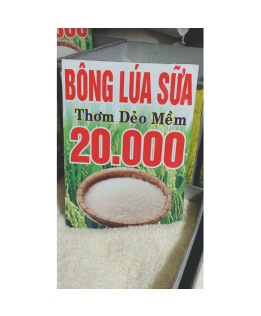 BÔNG LÚA SỮA
Thơm Dẻo Mềm
20.000